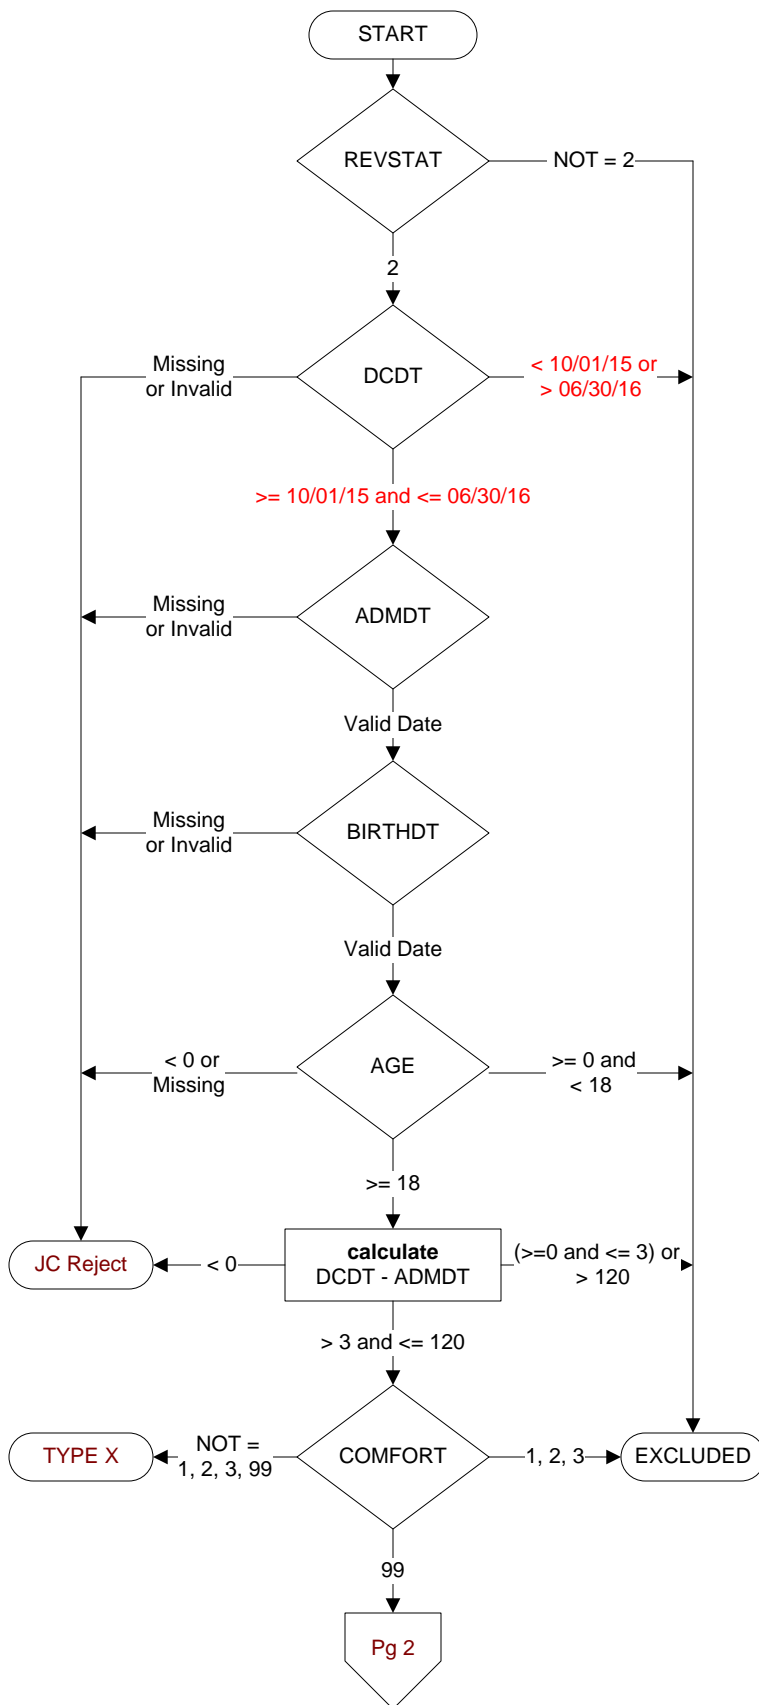 START
REVSTAT
NOT = 2
2
Missing
or Invalid
DCDT
< 10/01/15 or
> 06/30/16
>= 10/01/15 and <= 06/30/16
Missing
or Invalid
ADMDT
Valid Date
Missing
or Invalid
BIRTHDT
Valid Date
< 0 or
Missing
AGE
>= 0 and
< 18
>= 18
JC Reject
< 0
calculate
DCDT - ADMDT
(>=0 and <= 3) or
> 120
> 3 and <= 120
TYPE X
NOT =
1, 2, 3, 99
COMFORT
1, 2, 3
EXCLUDED
99
Pg 2